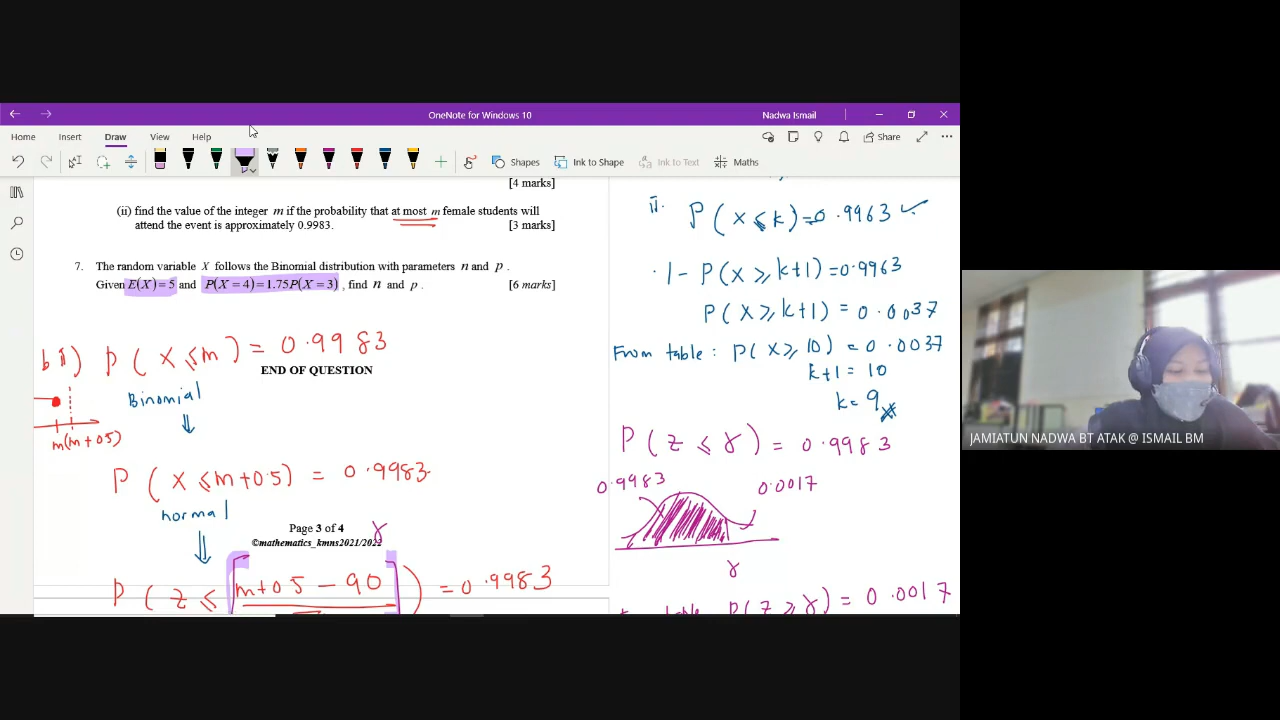 OneNote for Windows 10
Nadwa Ismail
Home Insert Draw View Help
Share
Shapes Ink to Shape Ink to Text Maths
[4 marks]
(ii) find the value of the integer m if the probability that at most m female students will
attend the event is approximately 0.9983. [3 marks]
7. The random variable X follows the Binomial distribution with parameters n and p.
Given E(X)=5 and P(X=4)=1.75P(X=3), find n and p. [6 marks]
b ii) P(X≤m) = 0.9983
END OF QUESTION
Binomial
m (m+0.5)
P(X≤m+0.5) = 0.9983
normal
Page 3 of 4
©mathematics_kmns2021/2022
γ
P(Z≤ [m+0.5-90]) = 0.9983
ii. P(X≤k)=0.9963
1-P(X≥k+1)=0.9963
P(X≥k+1)=0.0037
From table: P(X≥10)=0.0037
k+1=10
k=9
P(Z≤γ)=0.9983
0.9983 0.0017
γ
table P(Z≥γ)=0.0017
JAMIATUN NADWA BT ATAK @ ISMAIL BM